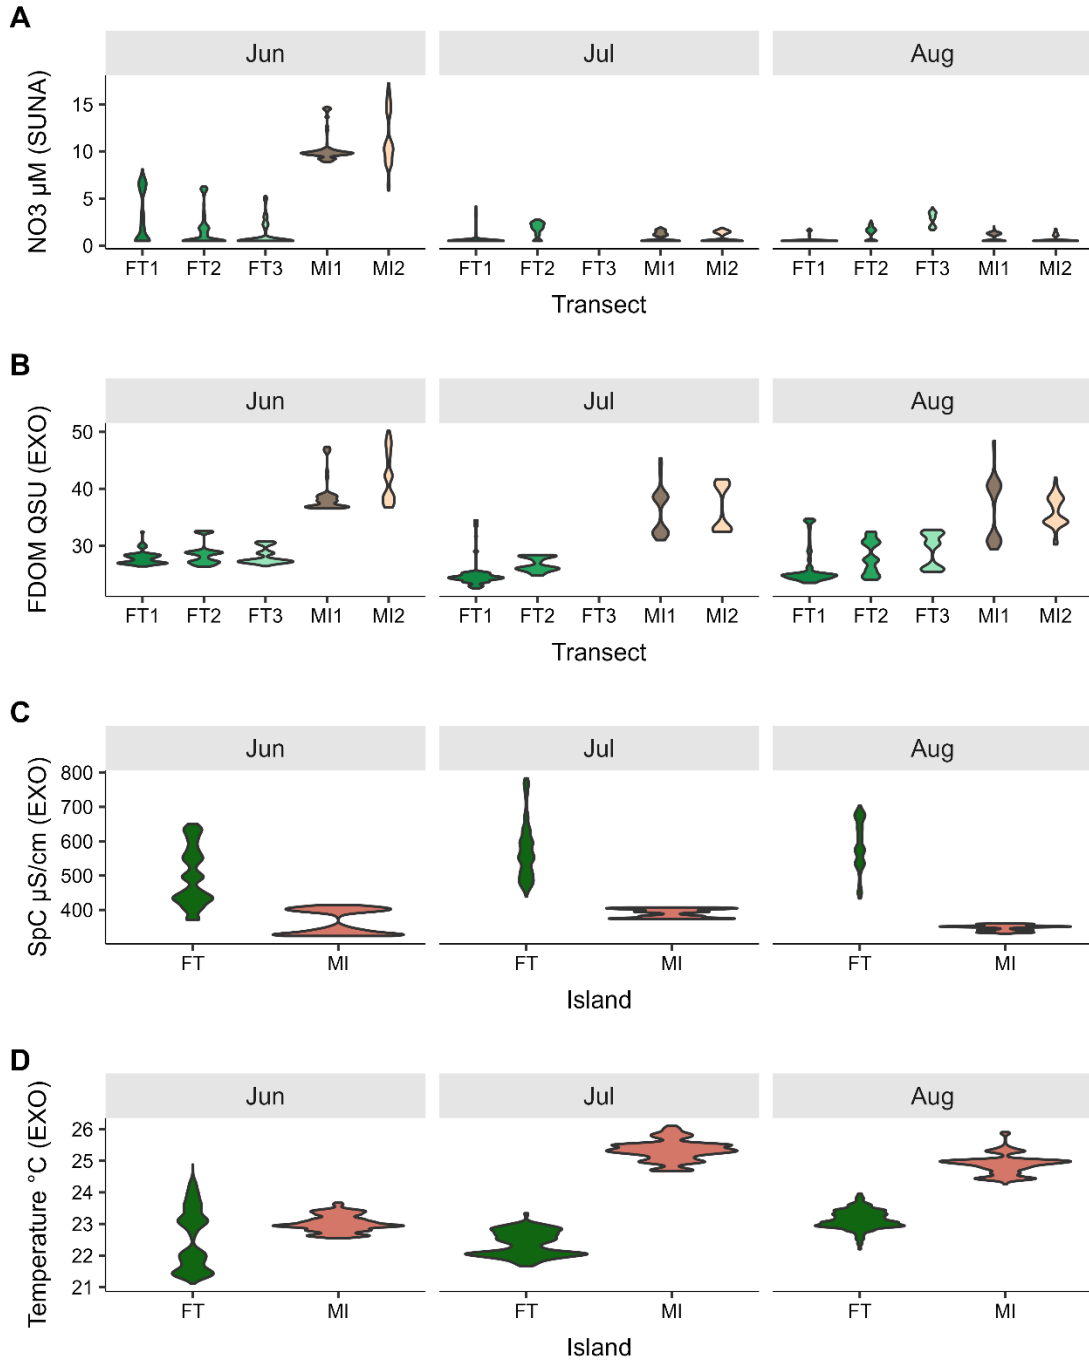 A
Jun Jul Aug
NO3 µM (SUNA)
15
10
5
0
FT1 FT2 FT3 MI1 MI2 FT1 FT2 FT3 MI1 MI2 FT1 FT2 FT3 MI1 MI2
Transect
B
Jun Jul Aug
FDOM QSU (EXO)
50
40
30
FT1 FT2 FT3 MI1 MI2 FT1 FT2 FT3 MI1 MI2 FT1 FT2 FT3 MI1 MI2
Transect
C
Jun Jul Aug
SpC µS/cm (EXO)
800
700
600
500
400
FT MI FT MI FT MI
Island
D
Jun Jul Aug
Temperature °C (EXO)
26
25
24
23
22
21
FT MI FT MI FT MI
Island